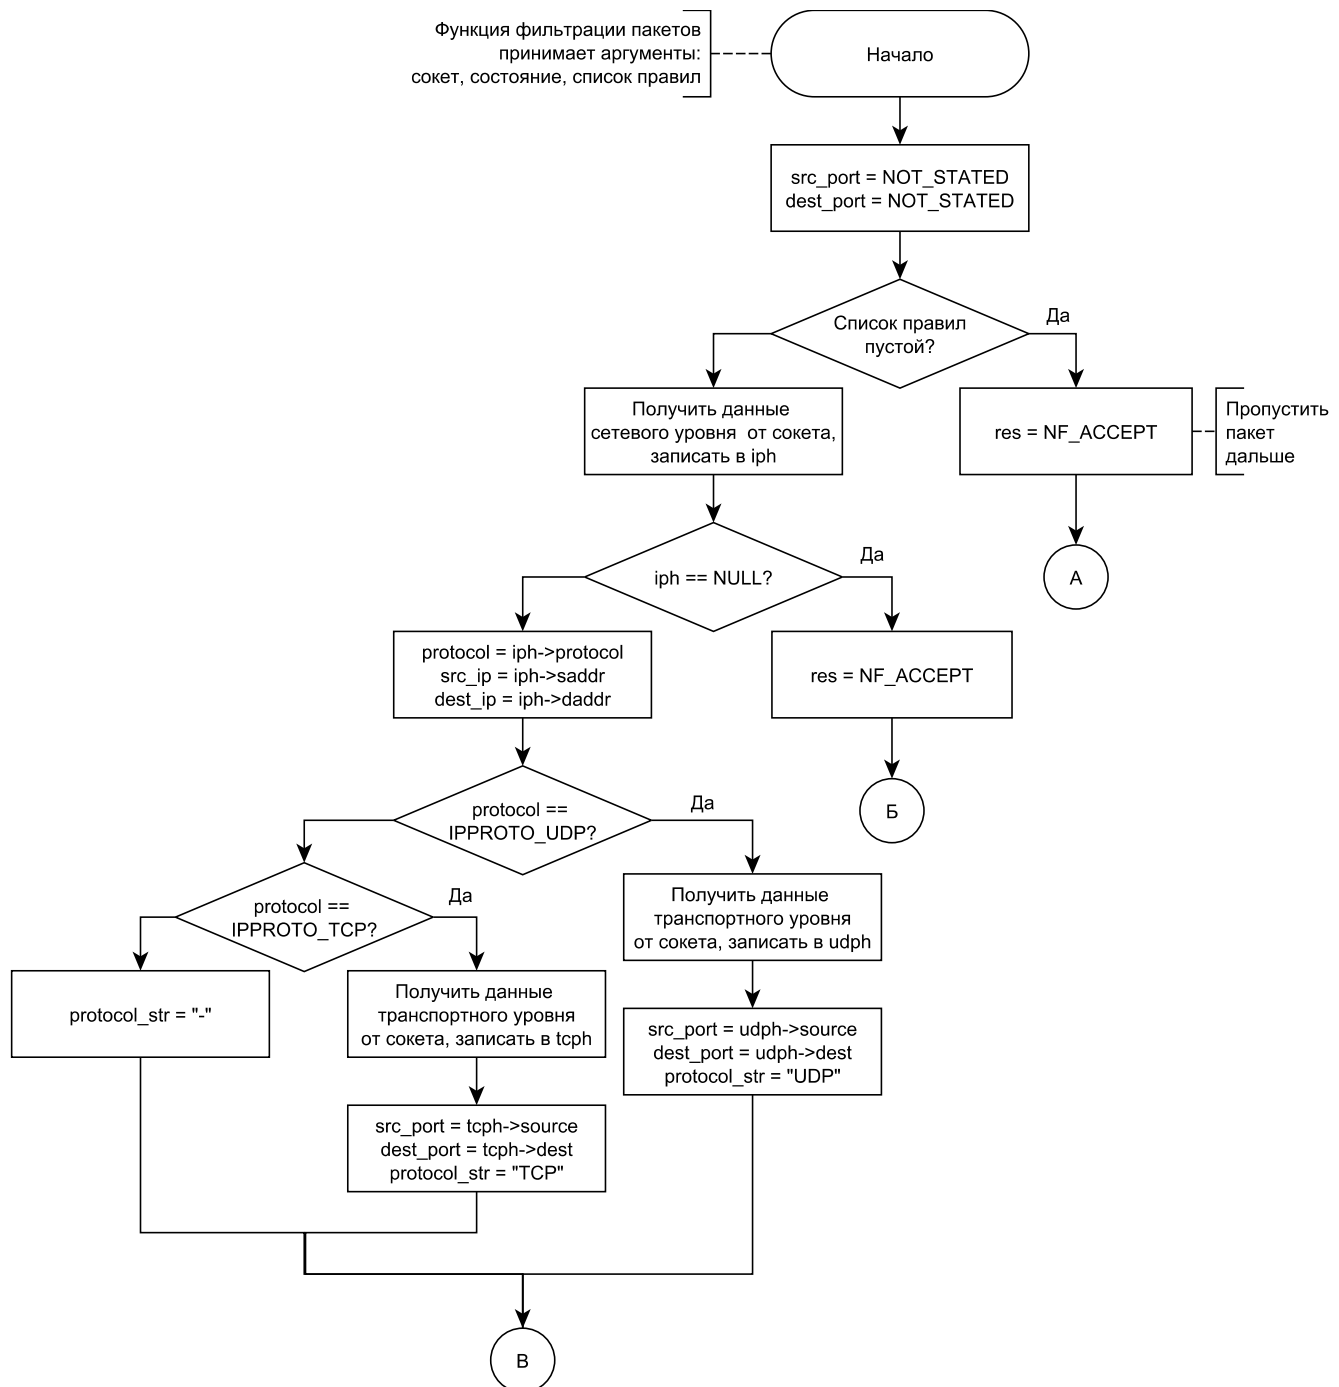 Функция фильтрации пакетов
принимает аргументы:
сокет, состояние, список правил
Начало
src_port = NOT_STATED
dest_port = NOT_STATED
Список правил
пустой?
Да
Получить данные
сетевого уровня от сокета,
записать в iph
res = NF_ACCEPT
Пропустить
пакет
дальше
iph == NULL?
Да
А
protocol = iph->protocol
src_ip = iph->saddr
dest_ip = iph->daddr
res = NF_ACCEPT
Б
protocol ==
IPPROTO_UDP?
Да
protocol ==
IPPROTO_TCP?
Да
Получить данные
транспортного уровня
от сокета, записать в udph
protocol_str = "-"
Получить данные
транспортного уровня
от сокета, записать в tcph
src_port = udph->source
dest_port = udph->dest
protocol_str = "UDP"
src_port = tcph->source
dest_port = tcph->dest
protocol_str = "TCP"
В